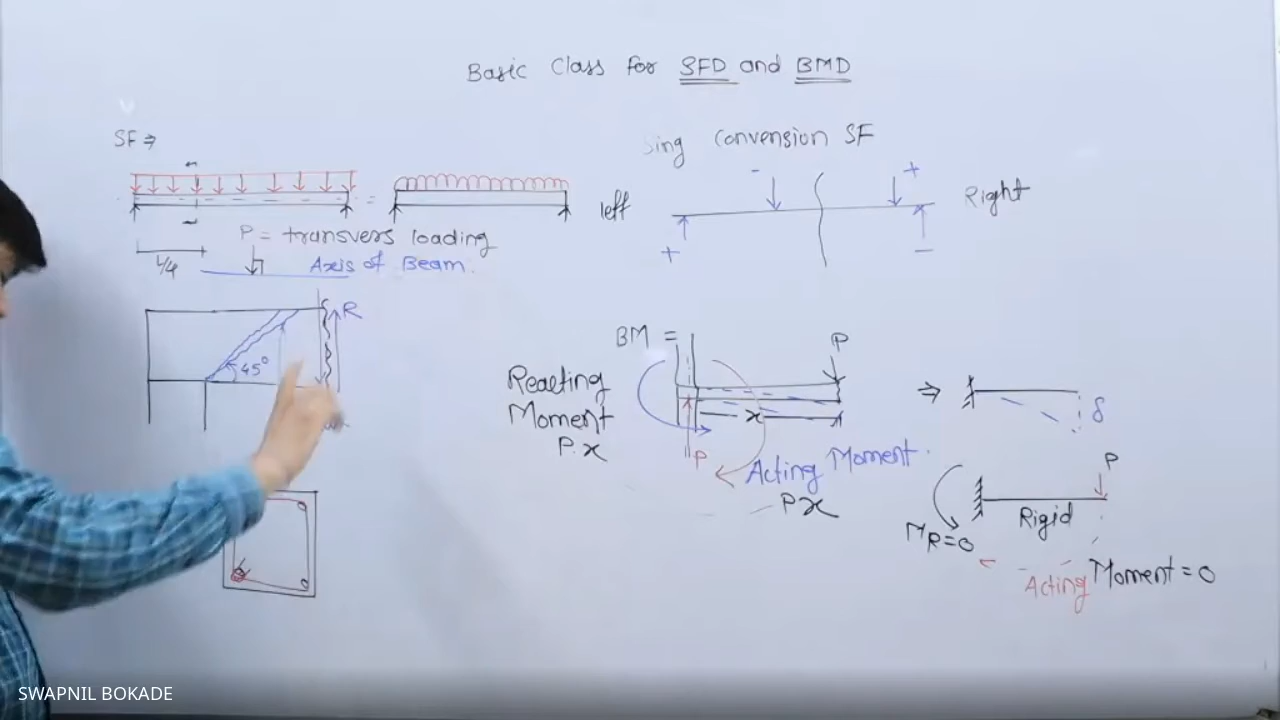 Basic Class for SFD and BMD
SF ⇒
Sing Convension SF
=
left
Right
-
+
+
-
P = transvers loading
L/4
Axis of Beam.
R
45°
BM =
P
Reacting
Moment
P.x
x
P
Acting Moment.
Px
⇒
δ
P
Rigid
MR=0
Acting Moment = 0
SWAPNIL BOKADE